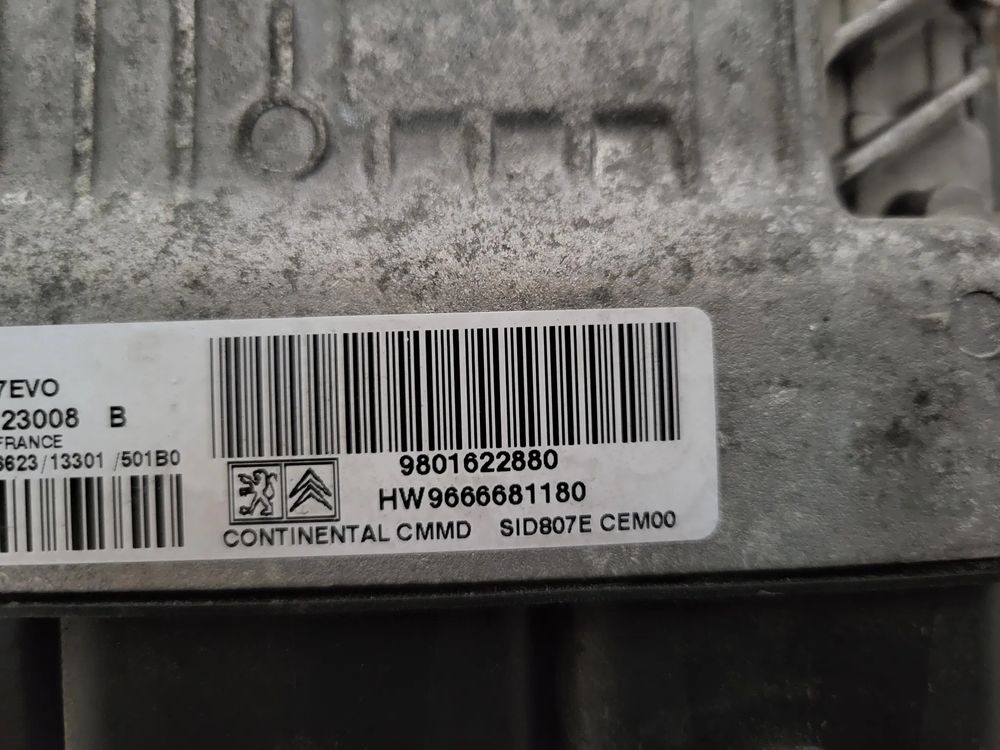 7EVO
23008 B
FRANCE
6623/13301 /501B0
9801622880
HW9666681180
CONTINENTAL CMMD SID807E CEM00